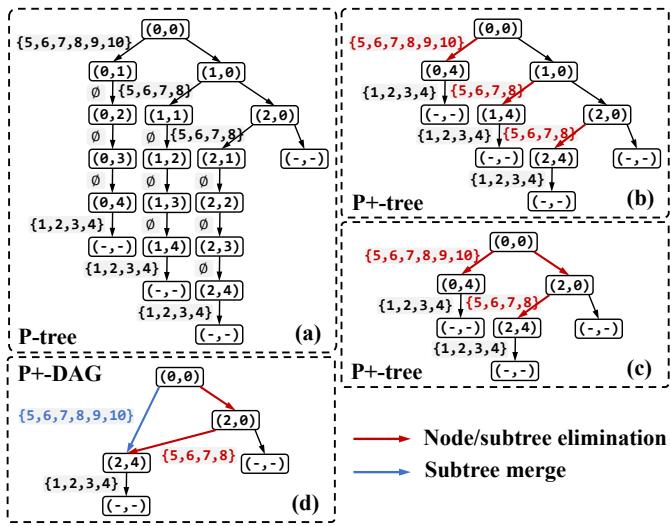 (0,0)
{5,6,7,8,9,10}
(0,1) (1,0)
∅ {5,6,7,8}
(0,2) (1,1) {5,6,7,8} (2,0)
∅ ∅
(0,3) (1,2) (2,1) (-,-)
∅ ∅ ∅
(0,4) (1,3) (2,2)
{1,2,3,4} ∅ ∅
(-,-) (1,4) (2,3)
{1,2,3,4} ∅
(-,-) (2,4)
{1,2,3,4}
(-,-)
P-tree (a)
(0,0)
{5,6,7,8,9,10}
(0,4) (1,0)
{1,2,3,4} {5,6,7,8}
(-,-) (1,4) (2,0)
{1,2,3,4} {5,6,7,8}
(-,-) (2,4) (-,-)
{1,2,3,4}
(-,-)
P+-tree (b)
(0,0)
{5,6,7,8,9,10}
(0,4) (2,0)
{1,2,3,4} {5,6,7,8}
(-,-) (2,4) (-,-)
{1,2,3,4}
(-,-)
P+-tree (c)
P+-DAG
(0,0)
{5,6,7,8,9,10}
(2,0)
(2,4) {5,6,7,8} (-,-)
{1,2,3,4}
(-,-)
(d)
Node/subtree elimination
Subtree merge